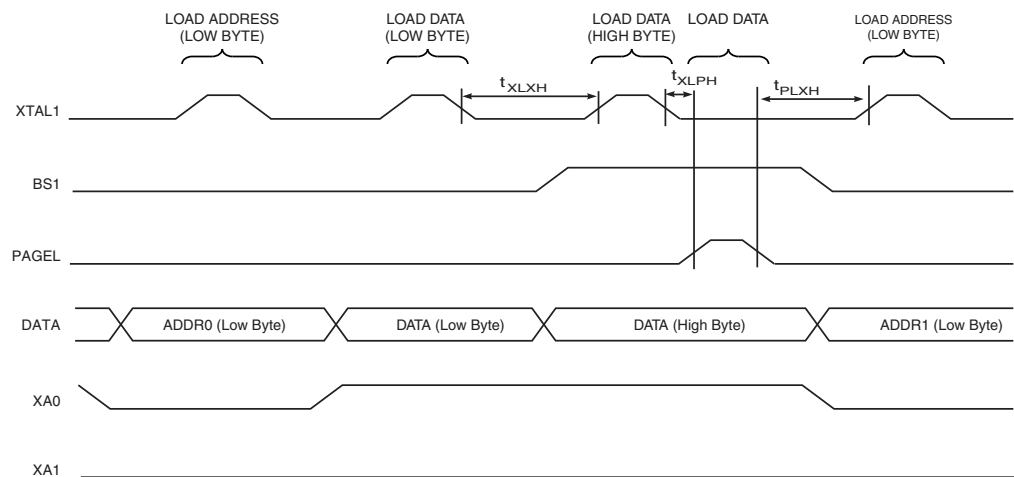 LOAD ADDRESS
(LOW BYTE)
LOAD DATA
(LOW BYTE)
LOAD DATA
(HIGH BYTE)
LOAD DATA
LOAD ADDRESS
(LOW BYTE)
tXLXH
tXLPH
tPLXH
XTAL1
BS1
PAGEL
DATA
ADDR0 (Low Byte)
DATA (Low Byte)
DATA (High Byte)
ADDR1 (Low Byte)
XA0
XA1